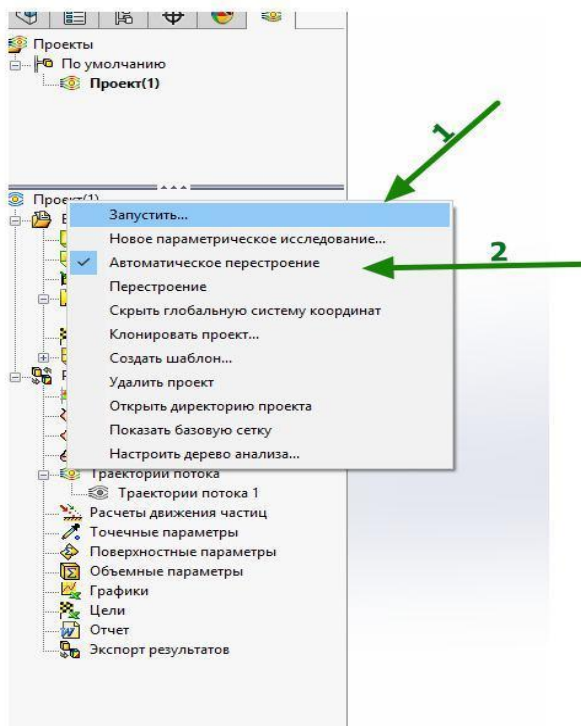 Проекты
По умолчанию
Проект(1)
1
Проект(1)
Запустить...
Новое параметрическое исследование...
2
Автоматическое перестроение
Перестроение
Скрыть глобальную систему координат
Клонировать проект...
Создать шаблон...
Удалить проект
Открыть директорию проекта
Показать базовую сетку
Настроить дерево анализа...
Траектории потока
Траектории потока 1
Расчеты движения частиц
Точечные параметры
Поверхностные параметры
Объемные параметры
Графики
Цели
Отчет
Экспорт результатов